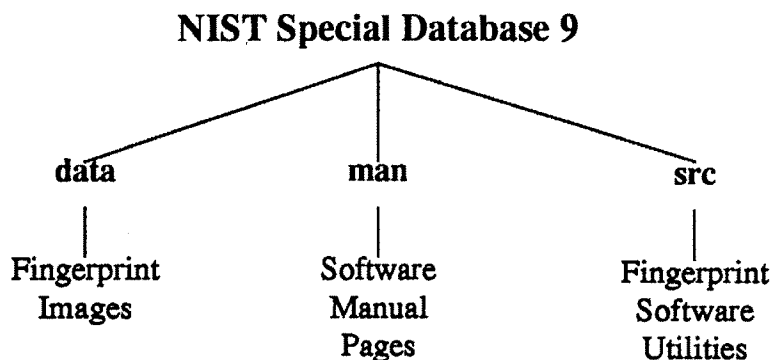 NIST Special Database 9
data
man
src
Fingerprint
Images
Software
Manual
Pages
Fingerprint
Software
Utilities